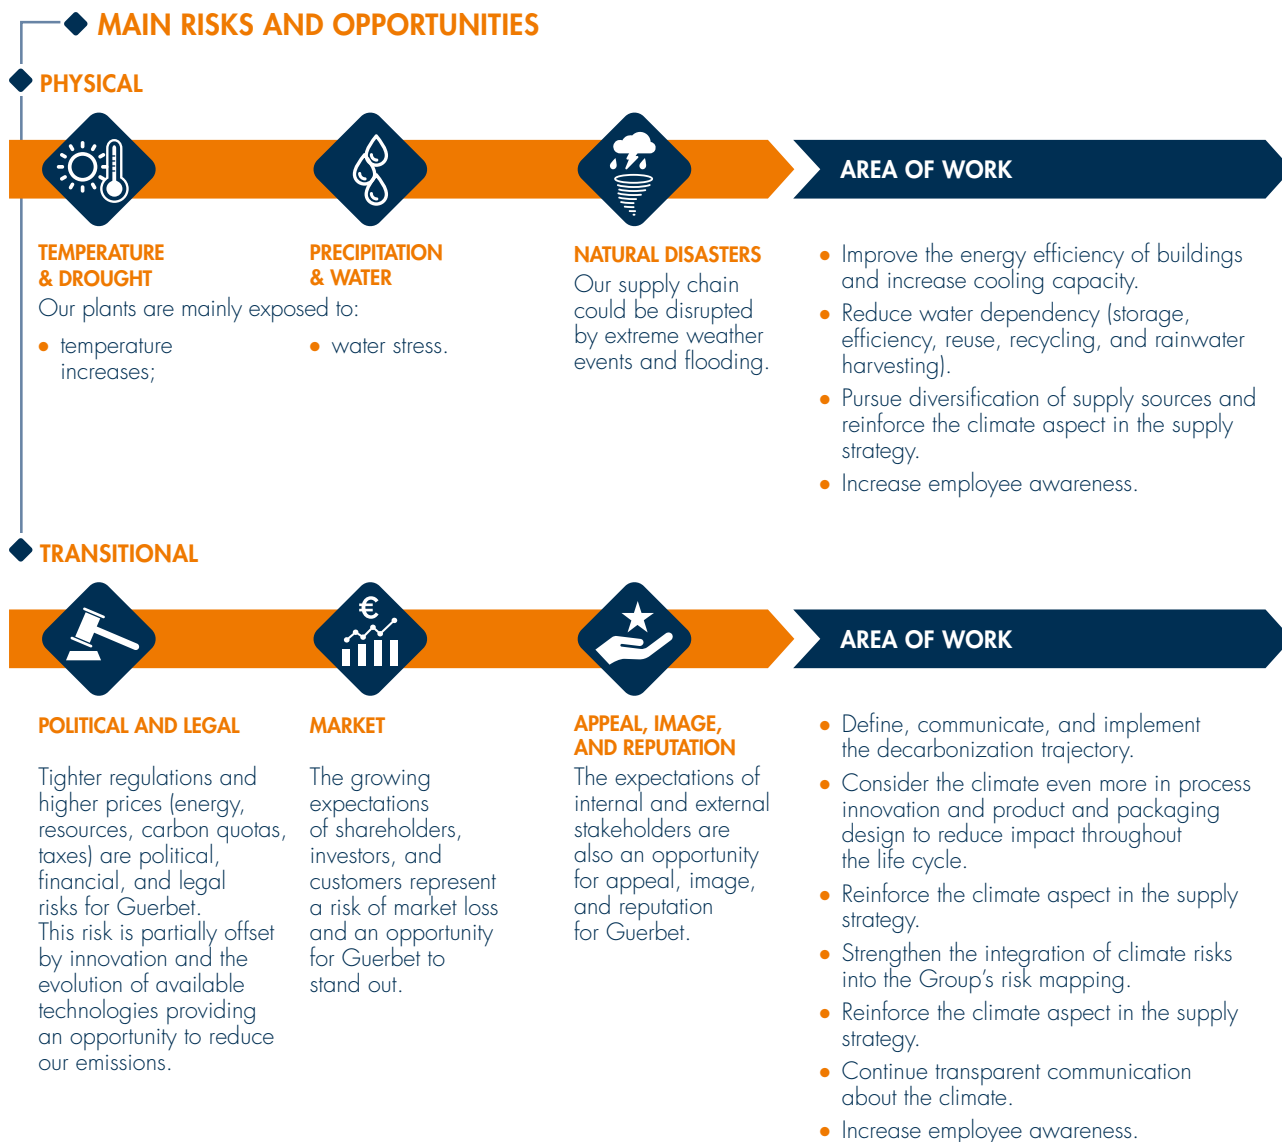 MAIN RISKS AND OPPORTUNITIES
PHYSICAL
AREA OF WORK
TEMPERATURE
& DROUGHT
PRECIPITATION
& WATER
Our plants are mainly exposed to:
• temperature
increases;
• water stress.
NATURAL DISASTERS
Our supply chain
could be disrupted
by extreme weather
events and flooding.
• Improve the energy efficiency of buildings
and increase cooling capacity.
• Reduce water dependency (storage,
efficiency, reuse, recycling, and rainwater
harvesting).
• Pursue diversification of supply sources and
reinforce the climate aspect in the supply
strategy.
• Increase employee awareness.
TRANSITIONAL
€
AREA OF WORK
POLITICAL AND LEGAL
Tighter regulations and
higher prices (energy,
resources, carbon quotas,
taxes) are political,
financial, and legal
risks for Guerbet.
This risk is partially offset
by innovation and the
evolution of available
technologies providing
an opportunity to reduce
our emissions.
MARKET
The growing
expectations
of shareholders,
investors, and
customers represent
a risk of market loss
and an opportunity
for Guerbet to
stand out.
APPEAL, IMAGE,
AND REPUTATION
The expectations of
internal and external
stakeholders are
also an opportunity
for appeal, image,
and reputation
for Guerbet.
• Define, communicate, and implement
the decarbonization trajectory.
• Consider the climate even more in process
innovation and product and packaging
design to reduce impact throughout
the life cycle.
• Reinforce the climate aspect in the supply
strategy.
• Strengthen the integration of climate risks
into the Group's risk mapping.
• Reinforce the climate aspect in the supply
strategy.
• Continue transparent communication
about the climate.
• Increase employee awareness.